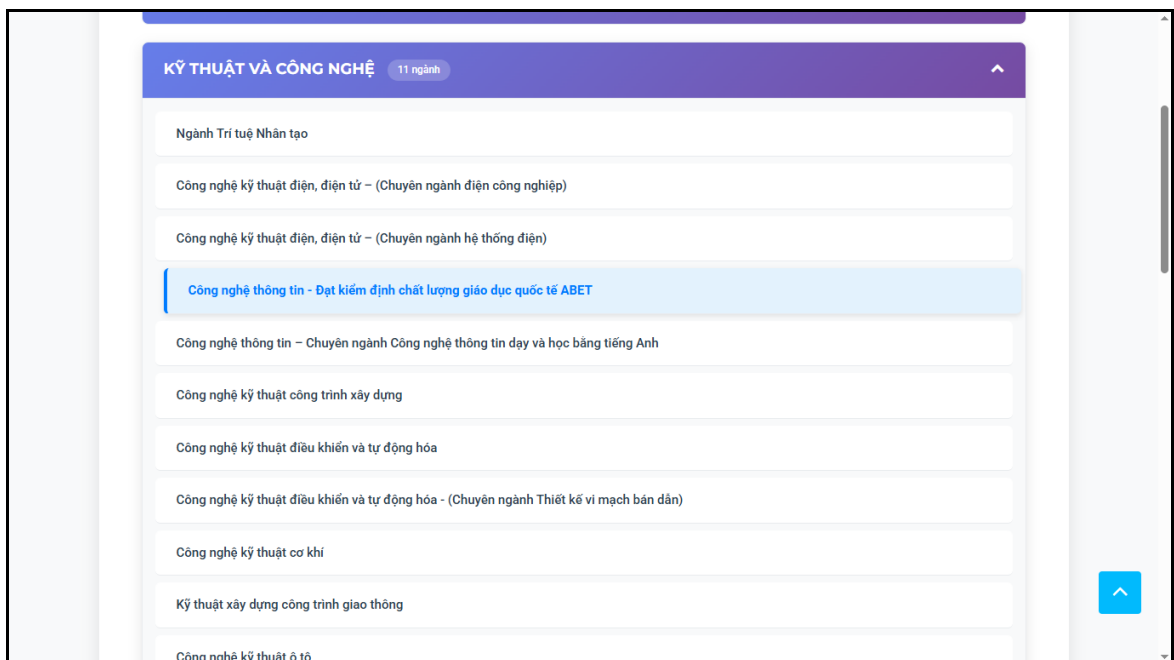 KỸ THUẬT VÀ CÔNG NGHỆ 11 ngành
Ngành Trí tuệ Nhân tạo
Công nghệ kỹ thuật điện, điện tử – (Chuyên ngành điện công nghiệp)
Công nghệ kỹ thuật điện, điện tử – (Chuyên ngành hệ thống điện)
Công nghệ thông tin - Đạt kiểm định chất lượng giáo dục quốc tế ABET
Công nghệ thông tin – Chuyên ngành Công nghệ thông tin dạy và học bằng tiếng Anh
Công nghệ kỹ thuật công trình xây dựng
Công nghệ kỹ thuật điều khiển và tự động hóa
Công nghệ kỹ thuật điều khiển và tự động hóa - (Chuyên ngành Thiết kế vi mạch bán dẫn)
Công nghệ kỹ thuật cơ khí
Kỹ thuật xây dựng công trình giao thông
Công nghệ kỹ thuật ô tô